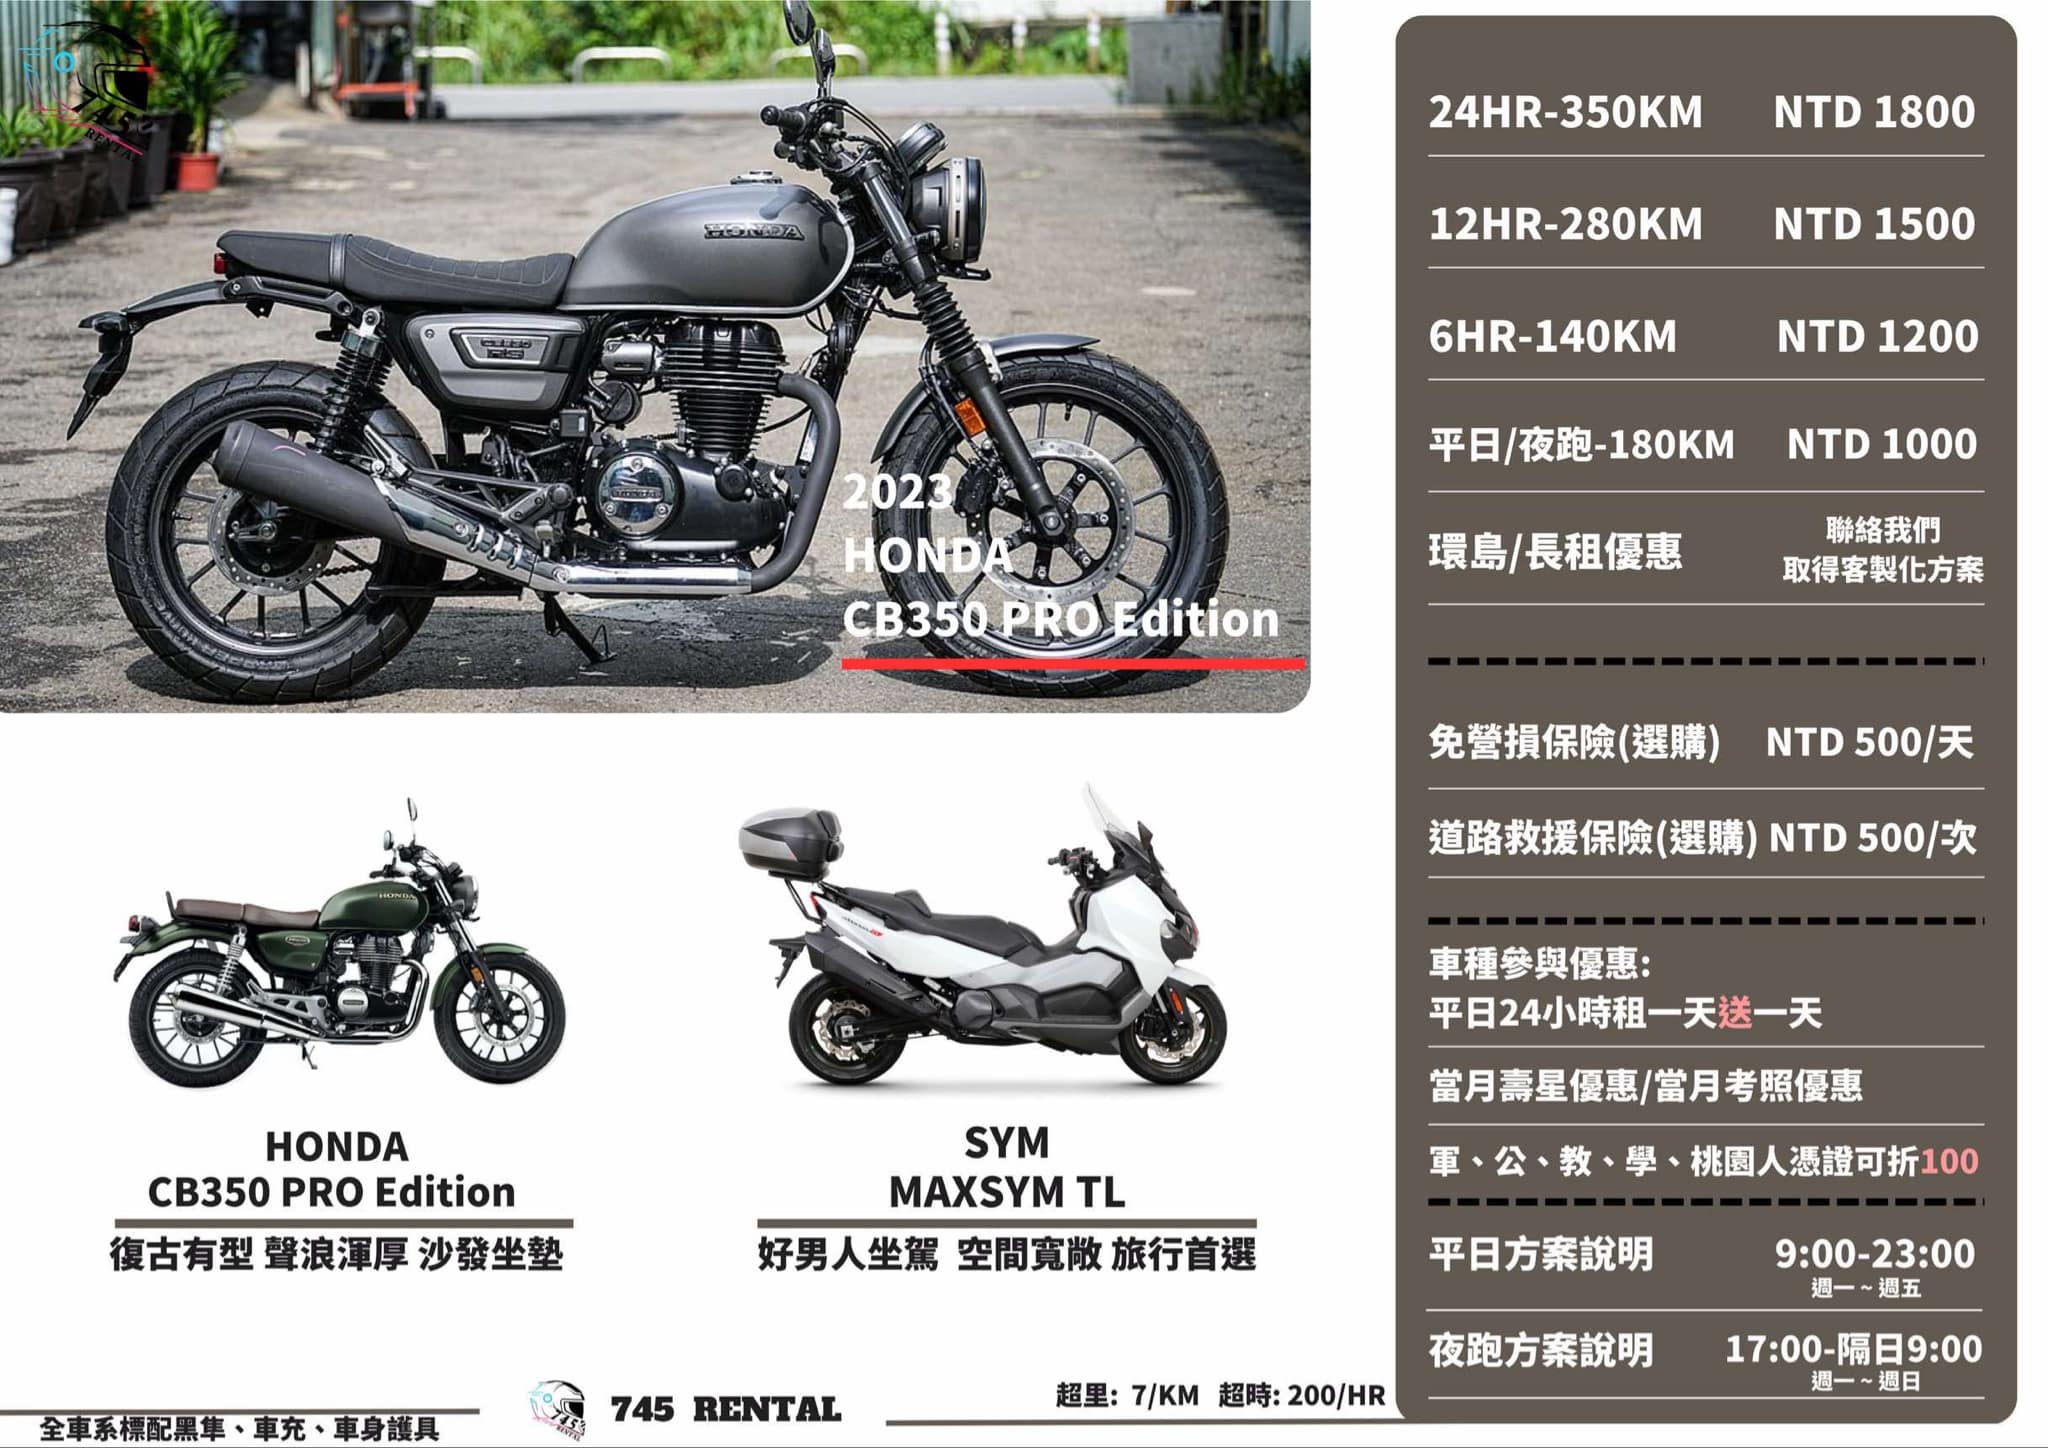 745
RENTAL
HONDA
CB350
RS
HONDA
2023
HONDA
CB350 PRO Edition
HONDA
HONDA
CB350 PRO Edition
復古有型 聲浪渾厚 沙發坐墊
SYM
MAXSYM TL
好男人坐駕 空間寬敞 旅行首選
24HR-350KM NTD 1800
12HR-280KM NTD 1500
6HR-140KM NTD 1200
平日/夜跑-180KM NTD 1000
環島/長租優惠 聯絡我們
取得客製化方案
免營損保險(選購) NTD 500/天
道路救援保險(選購) NTD 500/次
車種參與優惠:
平日24小時租一天送一天
當月壽星優惠/當月考照優惠
軍、公、教、學、桃園人憑證可折100
平日方案說明 9:00-23:00
週一 ~ 週五
夜跑方案說明 17:00-隔日9:00
週一 ~ 週日
全車系標配黑隼、車充、車身護具
745
RENTAL
745 RENTAL
超里: 7/KM 超時: 200/HR